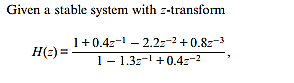 Given a stable system with z-transform
H(z) = 1 + 0.4z⁻¹ − 2.2z⁻² + 0.8z⁻³ / 1 − 1.3z⁻¹ + 0.4z⁻² ,